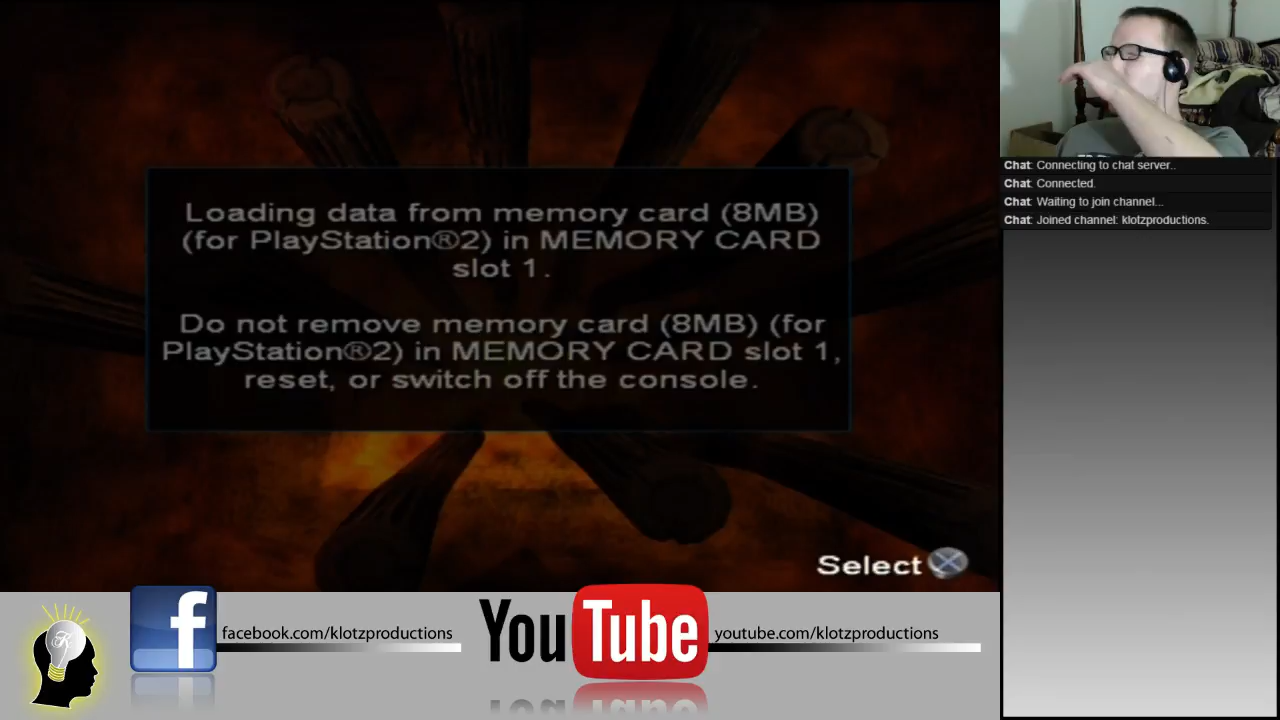 Loading data from memory card (8MB)
(for PlayStation®2) in MEMORY CARD
slot 1.
Do not remove memory card (8MB) (for
PlayStation®2) in MEMORY CARD slot 1,
reset, or switch off the console.
Select
Chat: Connecting to chat server..
Chat: Connected.
Chat: Waiting to join channel...
Chat: Joined channel: klotzproductions.
f
facebook.com/klotzproductions
YouTube
youtube.com/klotzproductions